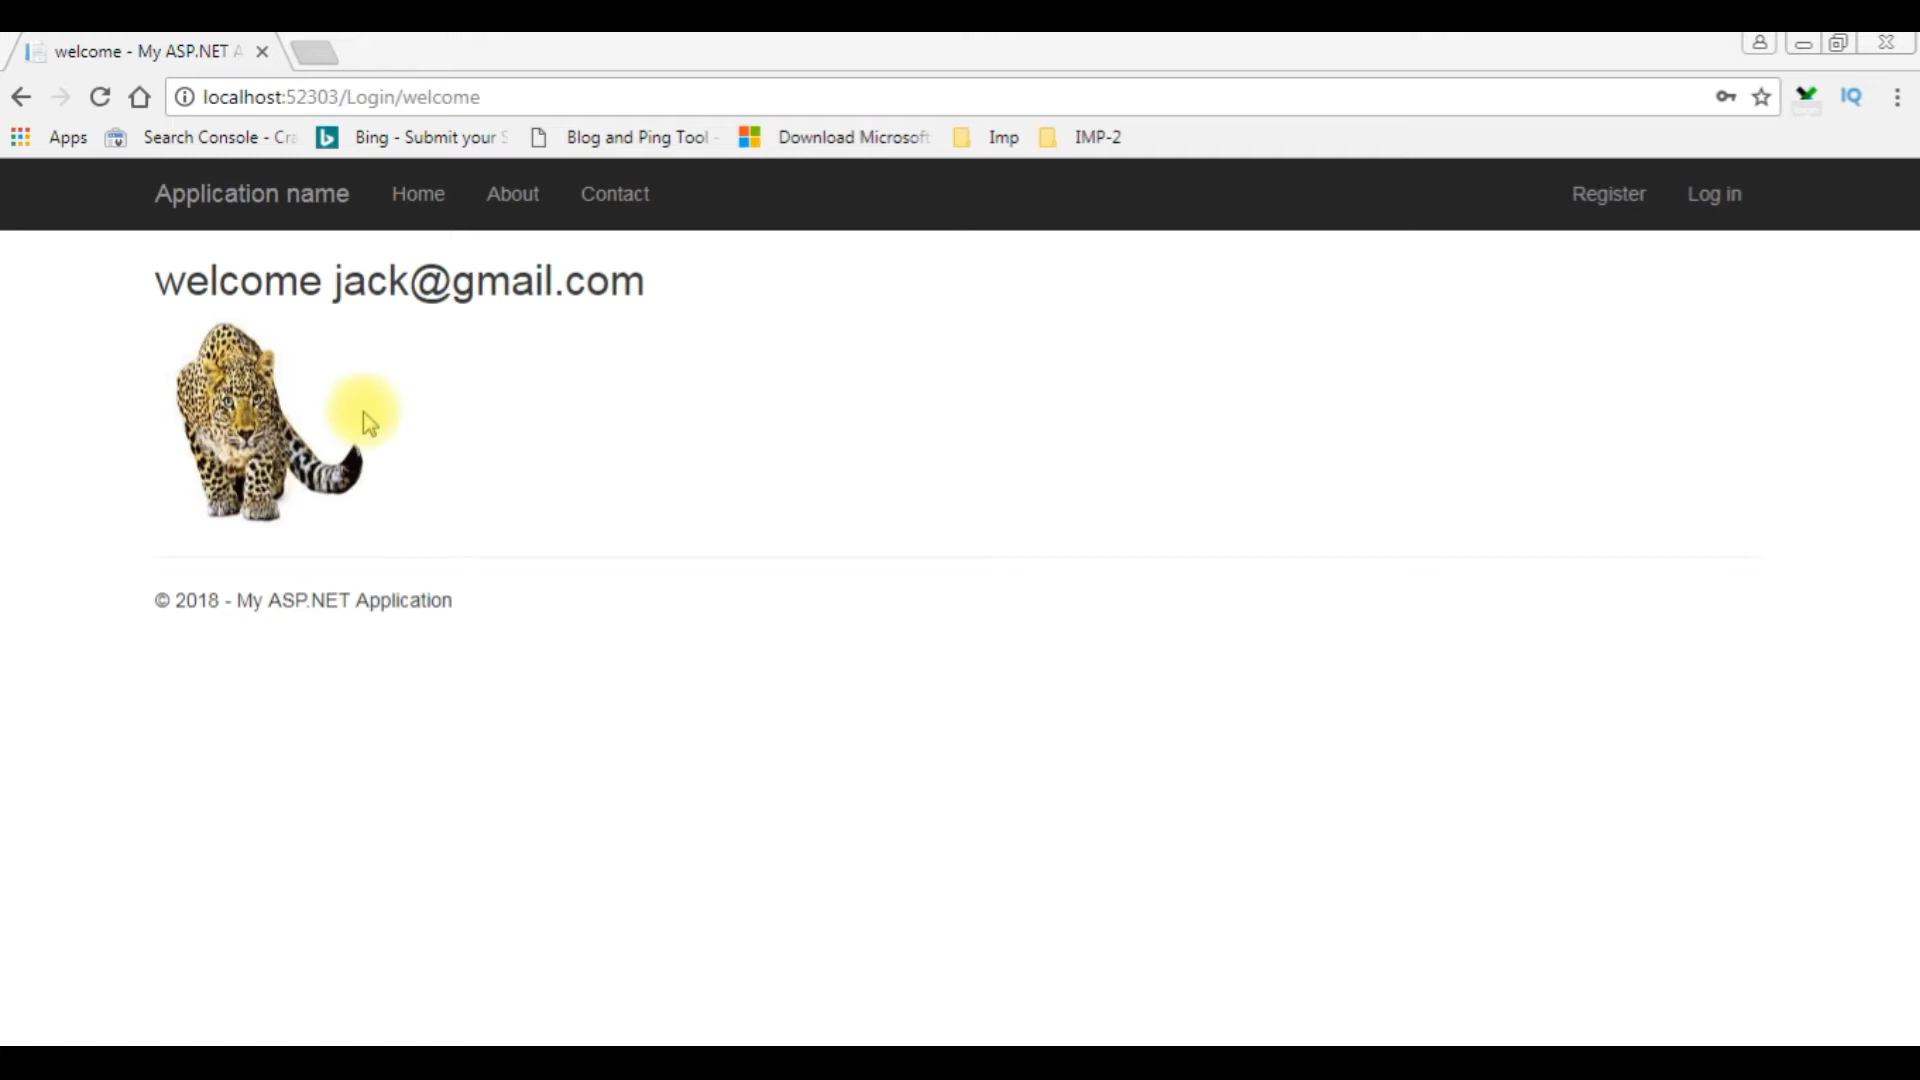 welcome - My ASP.NET A
localhost:52303/Login/welcome
IQ
Apps Search Console - Cra Bing - Submit your S Blog and Ping Tool - Download Microsoft Imp IMP-2
Application name Home About Contact Register Log in
welcome jack@gmail.com
© 2018 - My ASP.NET Application